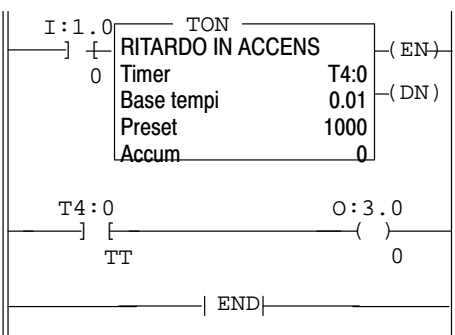 I:1.0 TON
] [ RITARDO IN ACCENS (EN)
0 Timer T4:0
Base tempi 0.01 (DN)
Preset 1000
Accum 0
T4:0 O:3.0
] [ ( )
TT 0
END